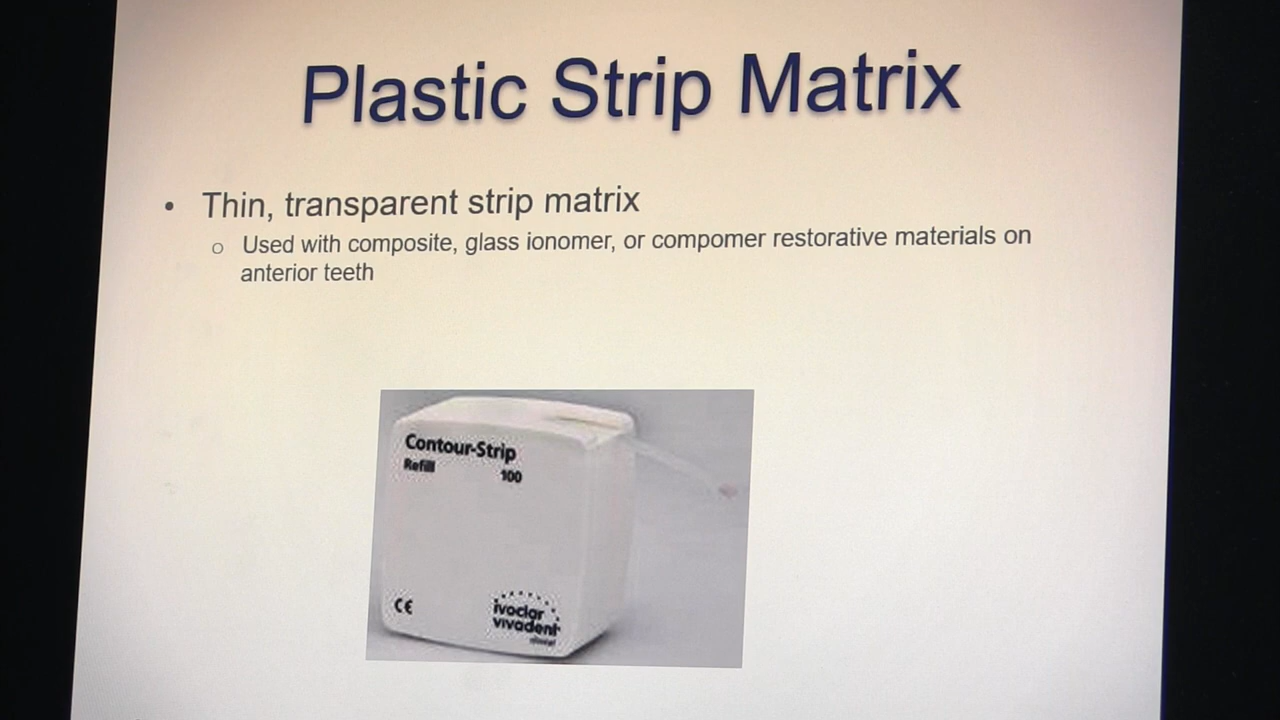 Plastic Strip Matrix
• Thin, transparent strip matrix
o Used with composite, glass ionomer, or compomer restorative materials on
anterior teeth
Contour-Strip
Refill 100
CE
ivoclar
vivadent